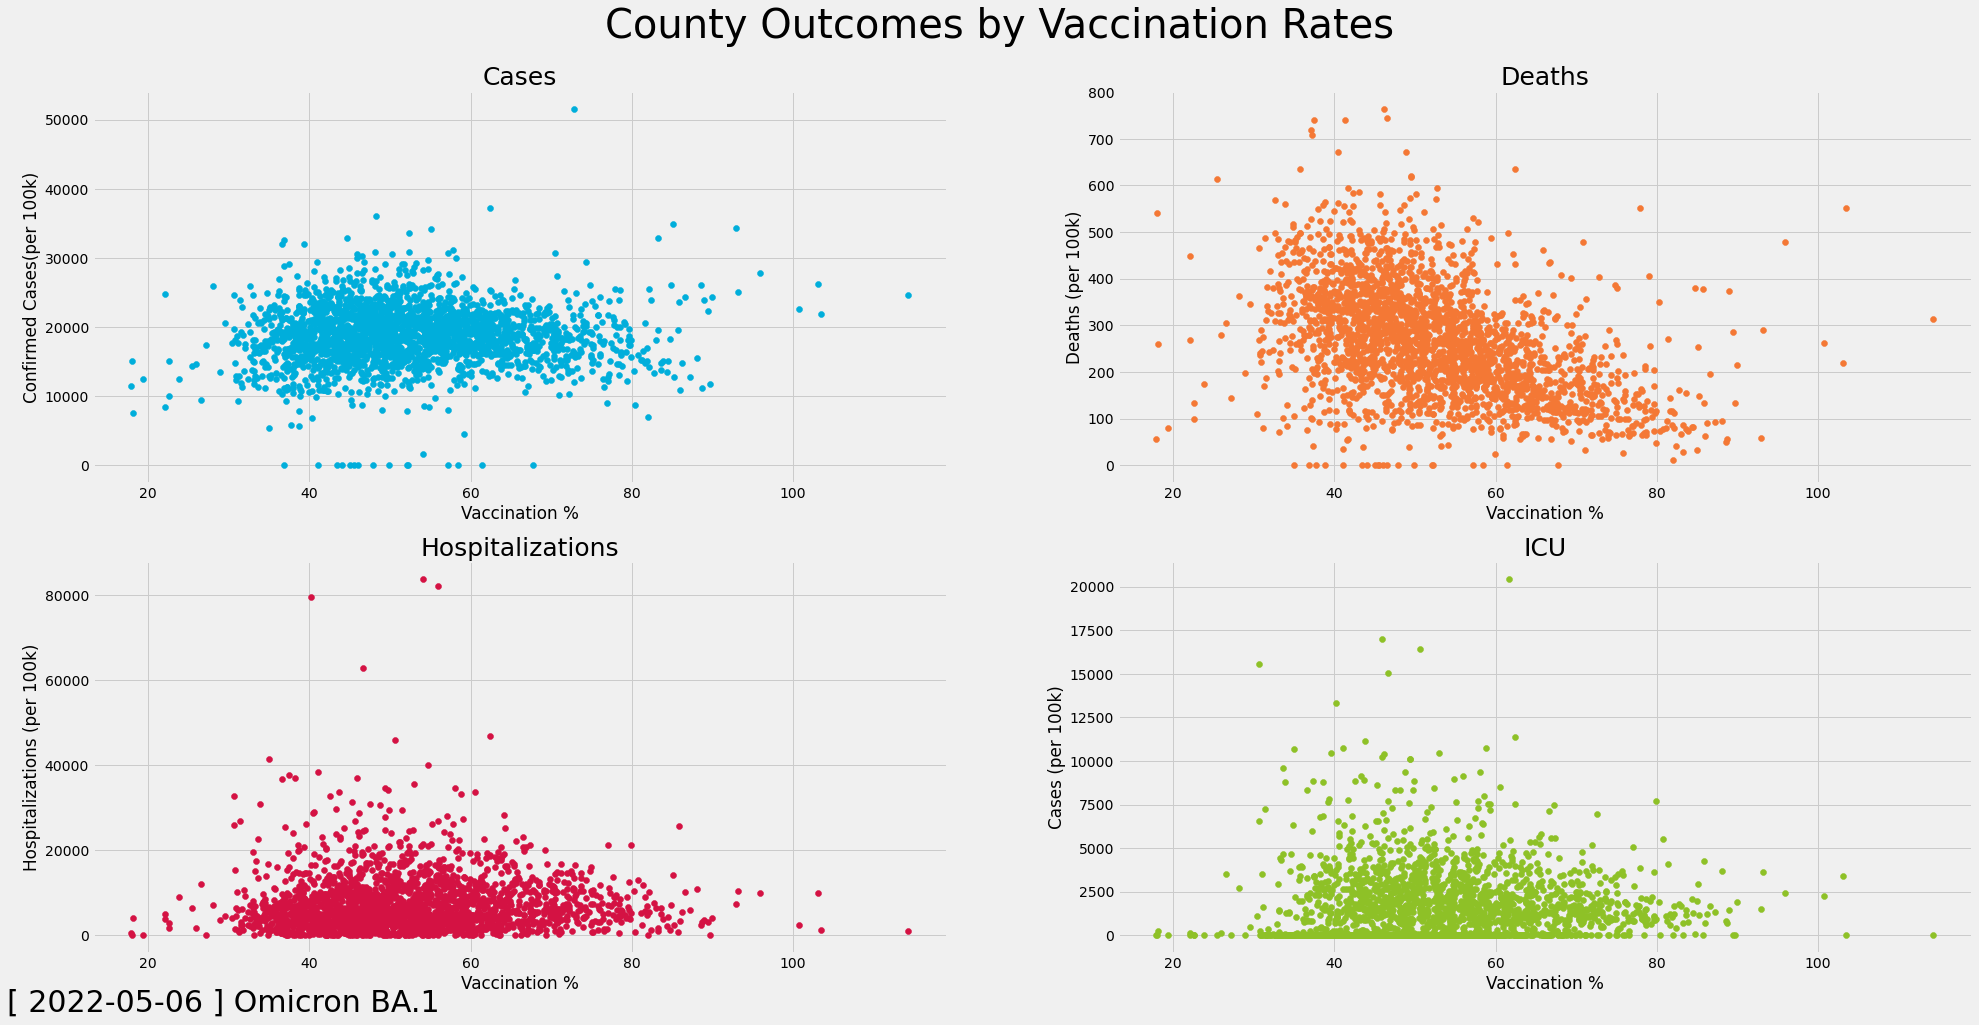 County Outcomes by Vaccination Rates
Cases
Confirmed Cases(per 100k)
50000
40000
30000
20000
10000
0
20 40 60 80 100
Vaccination %
Deaths
Deaths (per 100k)
800
700
600
500
400
300
200
100
0
20 40 60 80 100
Vaccination %
Hospitalizations
Hospitalizations (per 100k)
80000
60000
40000
20000
0
20 40 60 80 100
Vaccination %
ICU
Cases (per 100k)
20000
17500
15000
12500
10000
7500
5000
2500
0
20 40 60 80 100
Vaccination %
[ 2022-05-06 ] Omicron BA.1